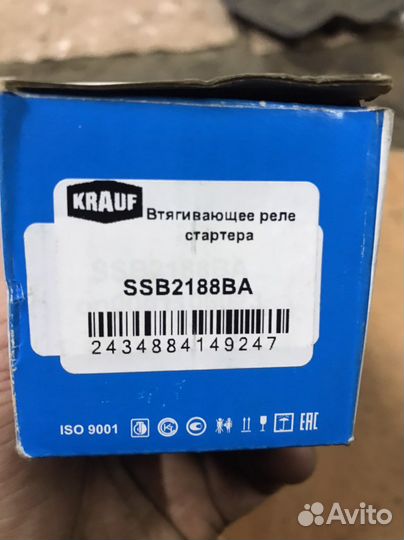 KRAUF
Втягивающее реле
стартера
SSB2188BA
2434884149247
ISO 9001
EAC
Avito